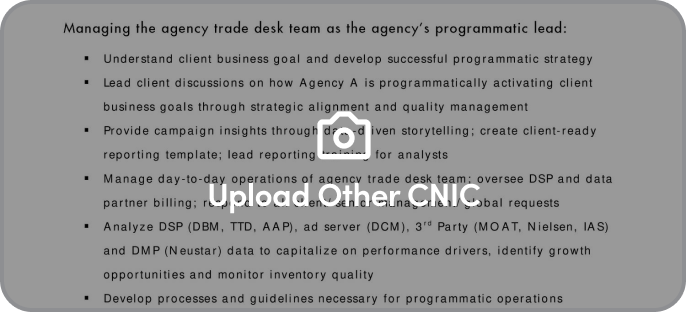 Managing the agency trade desk team as the agency's programmatic lead:
▪ Understand client business goal and develop successful programmatic strategy
▪ Lead client discussions on how Agency A is programmatically activating client
business goals through strategic alignment and quality management
▪ Provide campaign insights through data-driven storytelling; create client-ready
reporting template; lead reporting training for analysts
▪ Manage day-to-day operations of agency trade desk team; oversee DSP and data
Upload Other CNIC
partner billing; management/global requests
▪ Analyze DSP (DBM, TTD, AAP), ad server (DCM), 3rd Party (MOAT, Nielsen, IAS)
and DMP (Neustar) data to capitalize on performance drivers, identify growth
opportunities and monitor inventory quality
▪ Develop processes and guidelines necessary for programmatic operations